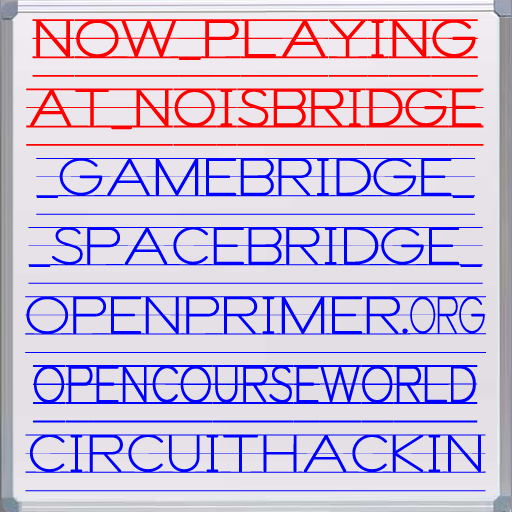 NOW_PLAYING
AT_NOISBRIDGE
_GAMEBRIDGE_
_SPACEBRIDGE_
OPENPRIMER.ORG
OPENCOURSEWORLD
CIRCUITHACKIN